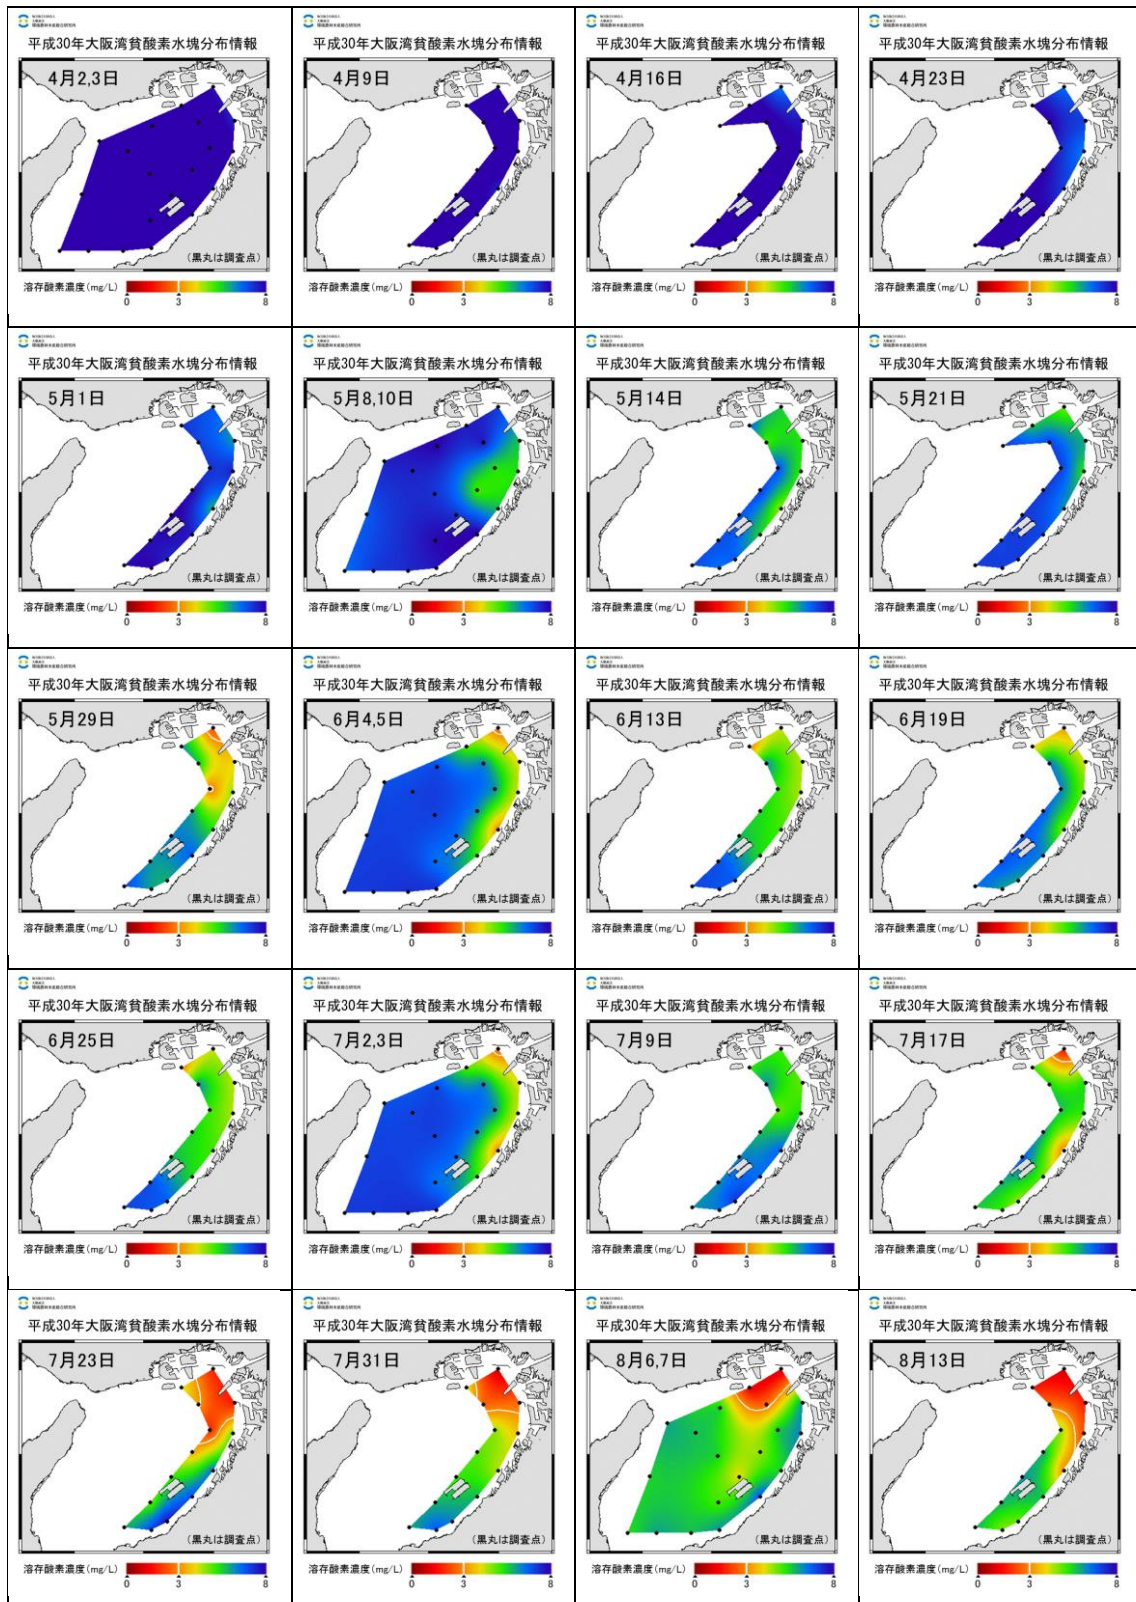 平成30年大阪湾貧酸素水塊分布情報
4月2,3日
(黒丸は調査点)
溶存酸素濃度(mg/L)
0 3 8
平成30年大阪湾貧酸素水塊分布情報
4月9日
(黒丸は調査点)
溶存酸素濃度(mg/L)
0 3 8
平成30年大阪湾貧酸素水塊分布情報
4月16日
(黒丸は調査点)
溶存酸素濃度(mg/L)
0 3 8
平成30年大阪湾貧酸素水塊分布情報
4月23日
(黒丸は調査点)
溶存酸素濃度(mg/L)
0 3 8
平成30年大阪湾貧酸素水塊分布情報
5月1日
(黒丸は調査点)
溶存酸素濃度(mg/L)
0 3 8
平成30年大阪湾貧酸素水塊分布情報
5月8,10日
(黒丸は調査点)
溶存酸素濃度(mg/L)
0 3 8
平成30年大阪湾貧酸素水塊分布情報
5月14日
(黒丸は調査点)
溶存酸素濃度(mg/L)
0 3 8
平成30年大阪湾貧酸素水塊分布情報
5月21日
(黒丸は調査点)
溶存酸素濃度(mg/L)
0 3 8
平成30年大阪湾貧酸素水塊分布情報
5月29日
(黒丸は調査点)
溶存酸素濃度(mg/L)
0 3 8
平成30年大阪湾貧酸素水塊分布情報
6月4,5日
(黒丸は調査点)
溶存酸素濃度(mg/L)
0 3 8
平成30年大阪湾貧酸素水塊分布情報
6月13日
(黒丸は調査点)
溶存酸素濃度(mg/L)
0 3 8
平成30年大阪湾貧酸素水塊分布情報
6月19日
(黒丸は調査点)
溶存酸素濃度(mg/L)
0 3 8
平成30年大阪湾貧酸素水塊分布情報
6月25日
(黒丸は調査点)
溶存酸素濃度(mg/L)
0 3 8
平成30年大阪湾貧酸素水塊分布情報
7月2,3日
(黒丸は調査点)
溶存酸素濃度(mg/L)
0 3 8
平成30年大阪湾貧酸素水塊分布情報
7月9日
(黒丸は調査点)
溶存酸素濃度(mg/L)
0 3 8
平成30年大阪湾貧酸素水塊分布情報
7月17日
(黒丸は調査点)
溶存酸素濃度(mg/L)
0 3 8
平成30年大阪湾貧酸素水塊分布情報
7月23日
(黒丸は調査点)
溶存酸素濃度(mg/L)
0 3 8
平成30年大阪湾貧酸素水塊分布情報
7月31日
(黒丸は調査点)
溶存酸素濃度(mg/L)
0 3 8
平成30年大阪湾貧酸素水塊分布情報
8月6,7日
(黒丸は調査点)
溶存酸素濃度(mg/L)
0 3 8
平成30年大阪湾貧酸素水塊分布情報
8月13日
(黒丸は調査点)
溶存酸素濃度(mg/L)
0 3 8